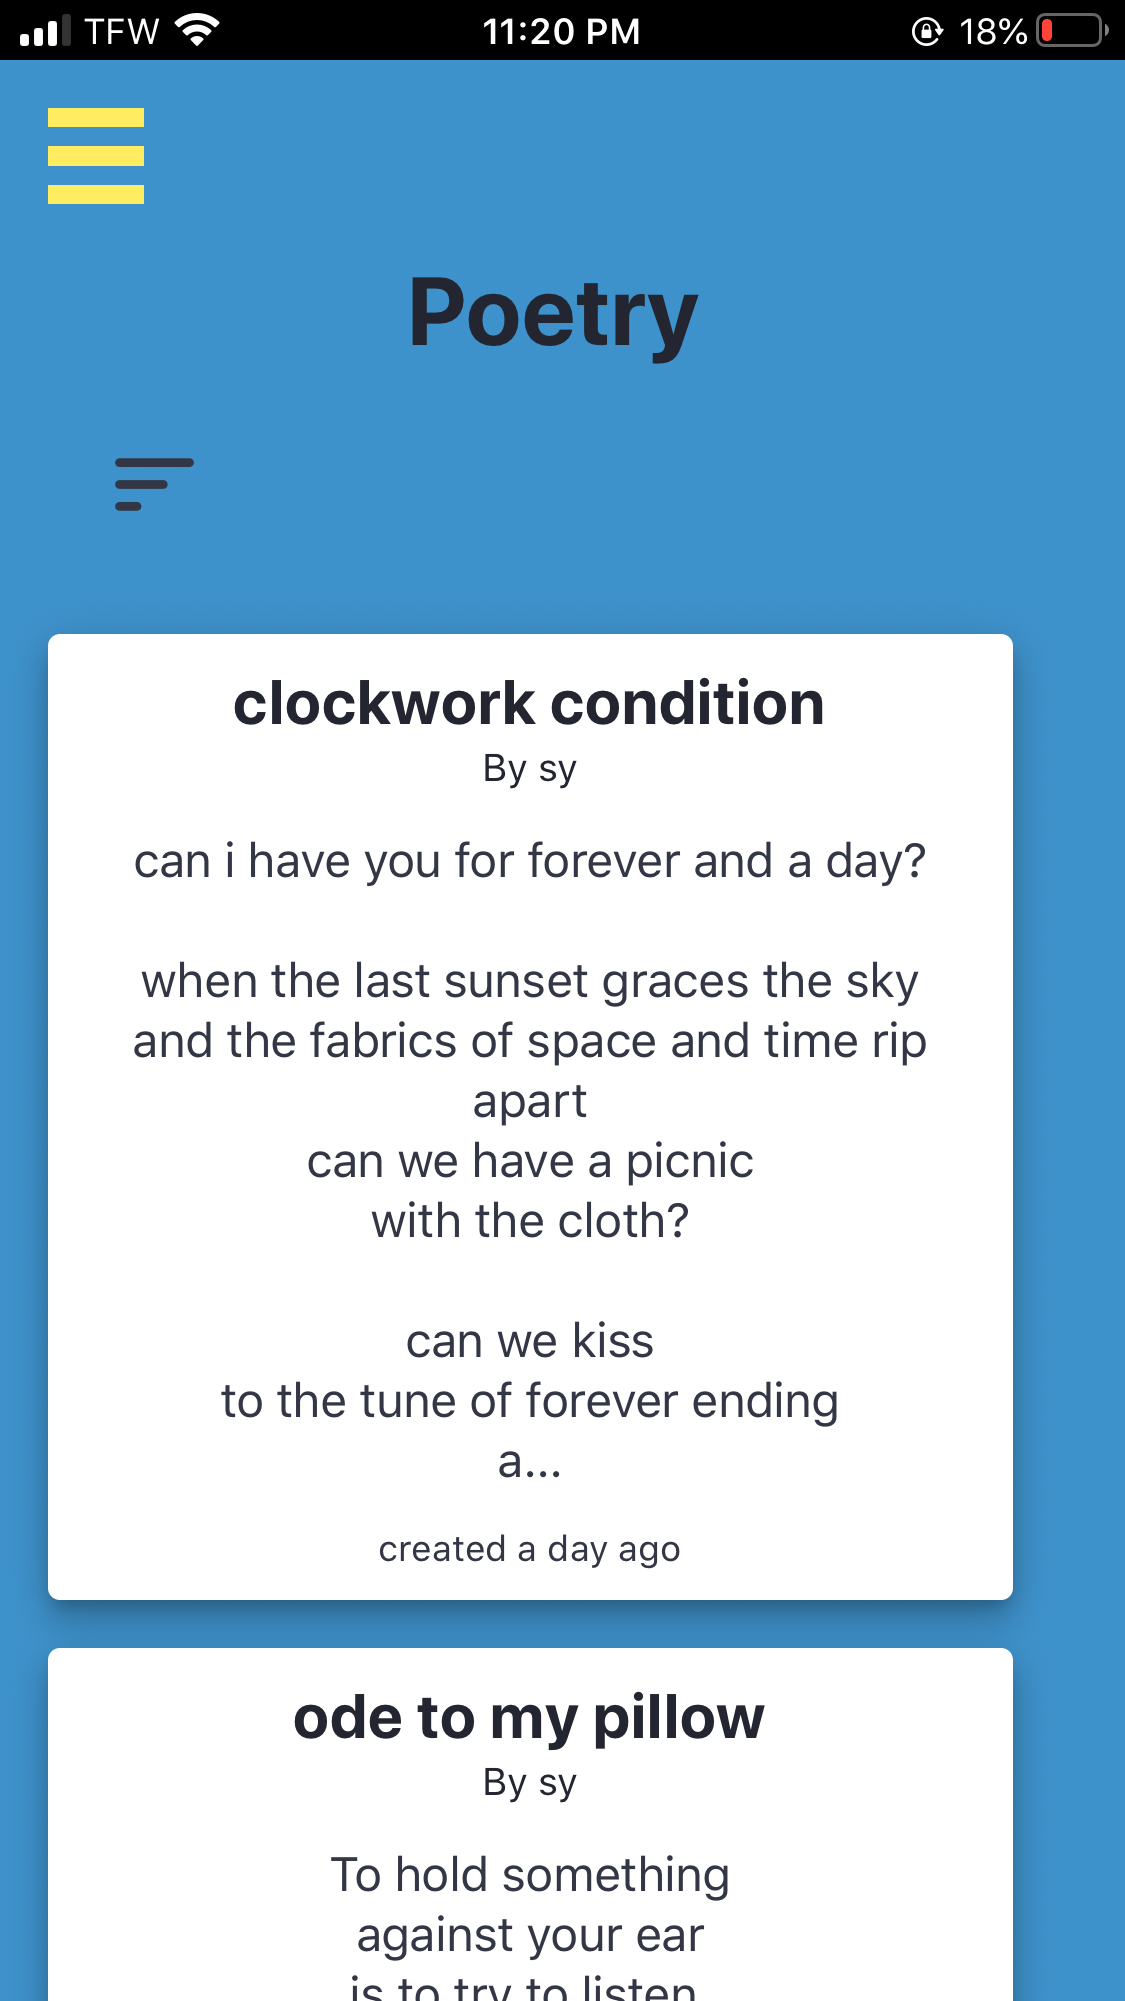 TFW 11:20 PM 18%
Poetry
clockwork condition
By sy
can i have you for forever and a day?
when the last sunset graces the sky
and the fabrics of space and time rip
apart
can we have a picnic
with the cloth?
can we kiss
to the tune of forever ending
a...
created a day ago
ode to my pillow
By sy
To hold something
against your ear
is to try to listen